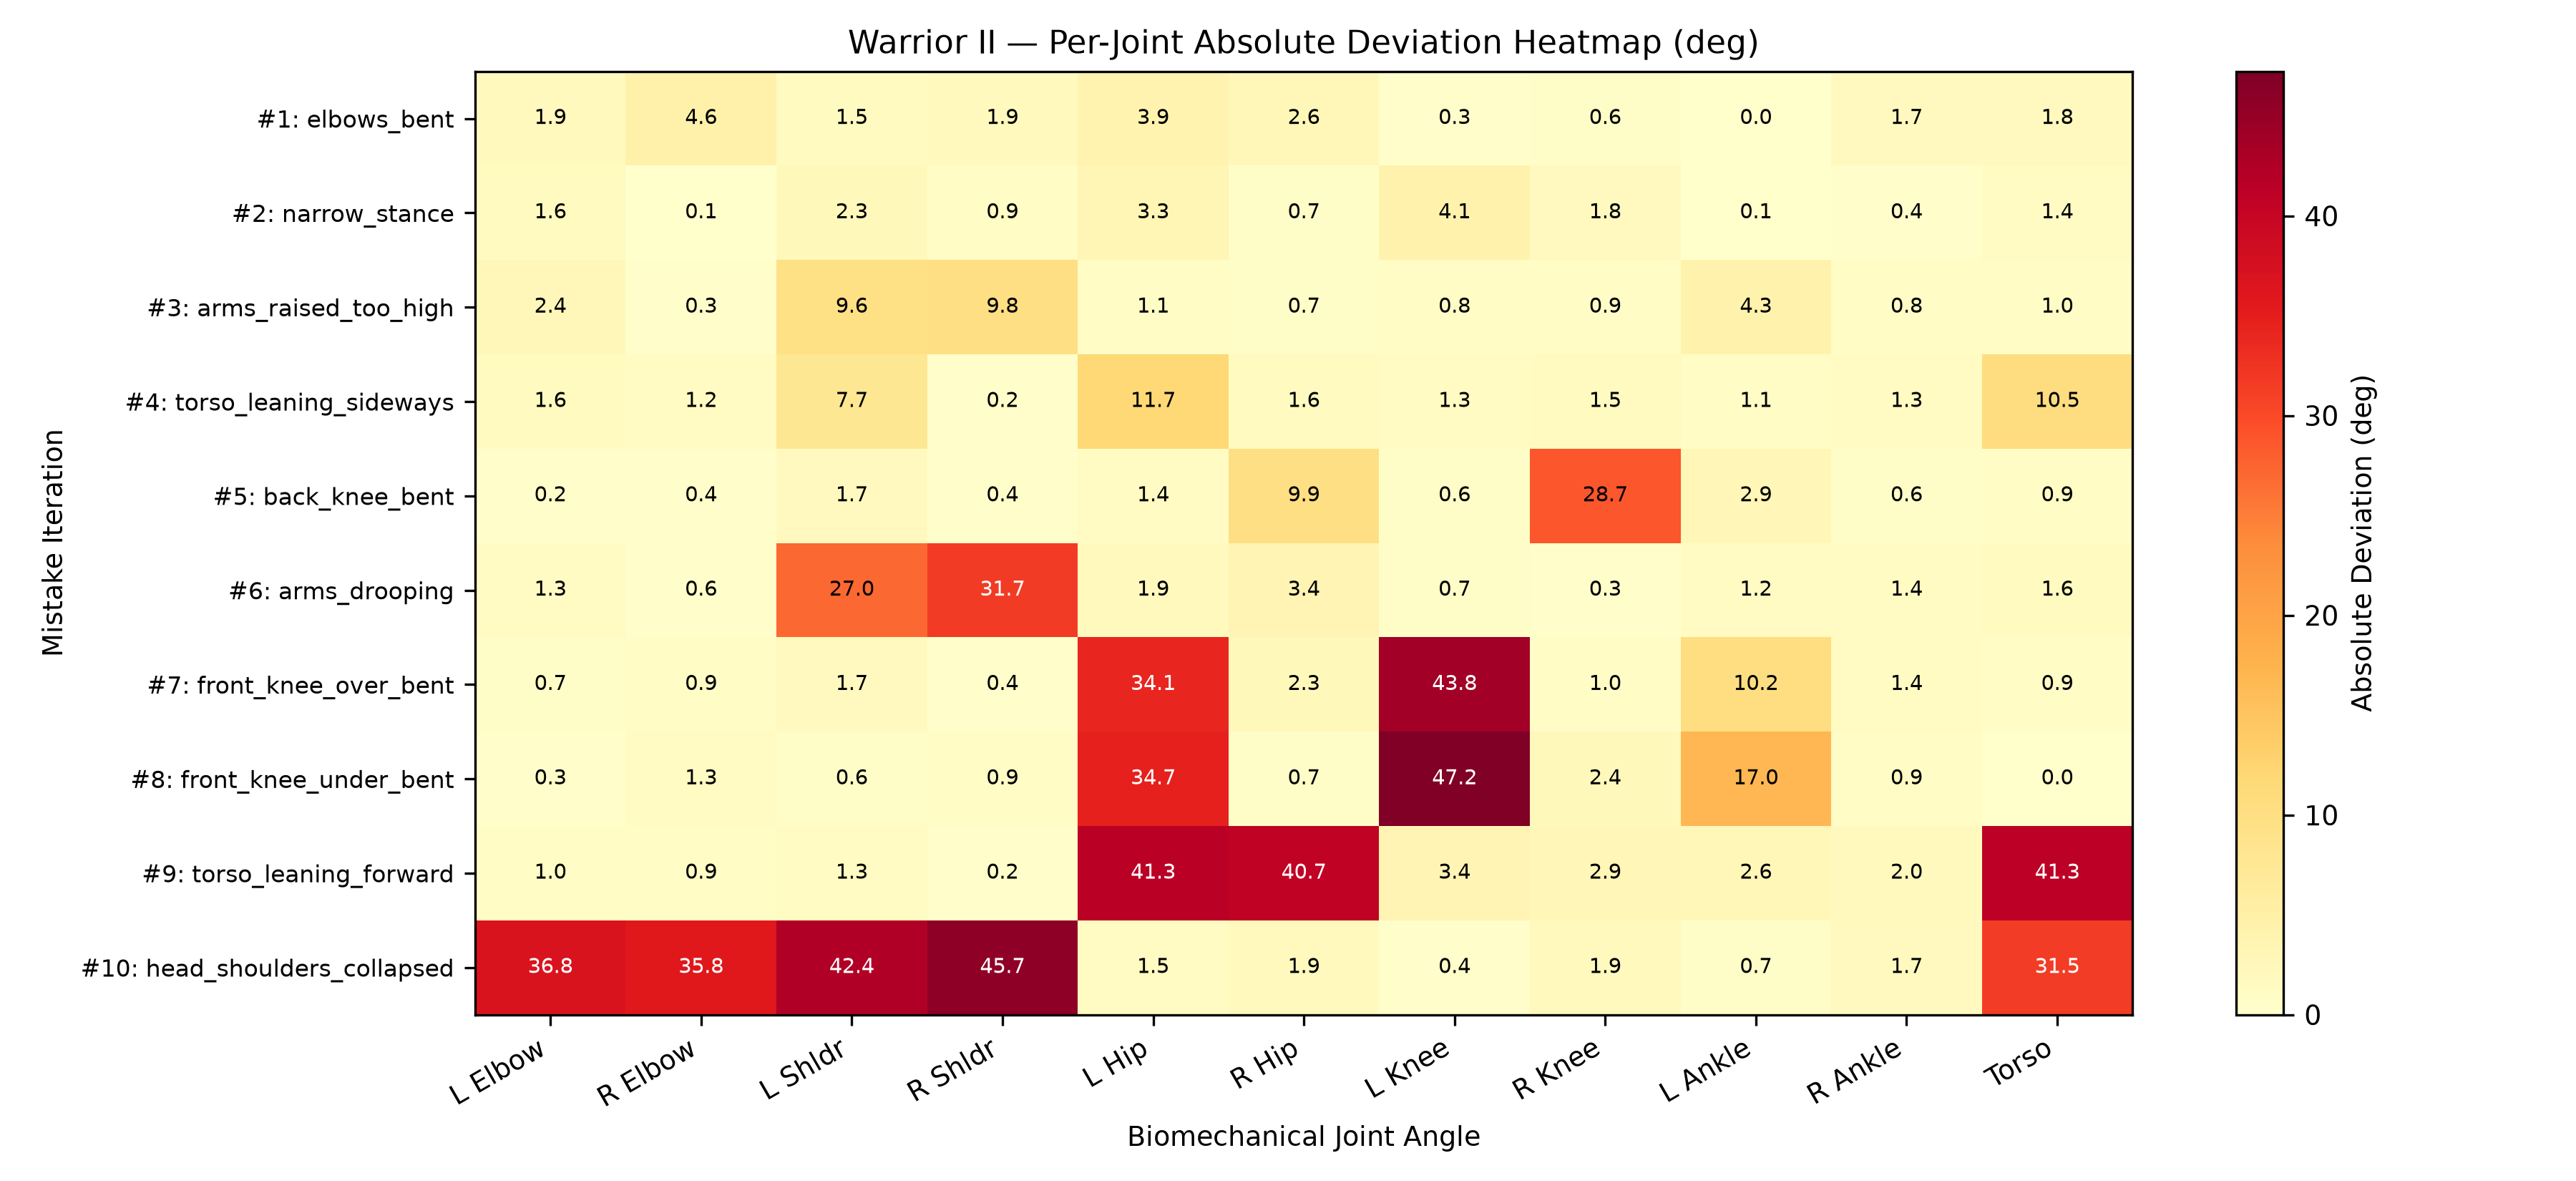 Warrior II — Per-Joint Absolute Deviation Heatmap (deg)
Mistake Iteration
#1: elbows_bent 1.9 4.6 1.5 1.9 3.9 2.6 0.3 0.6 0.0 1.7 1.8
#2: narrow_stance 1.6 0.1 2.3 0.9 3.3 0.7 4.1 1.8 0.1 0.4 1.4
#3: arms_raised_too_high 2.4 0.3 9.6 9.8 1.1 0.7 0.8 0.9 4.3 0.8 1.0
#4: torso_leaning_sideways 1.6 1.2 7.7 0.2 11.7 1.6 1.3 1.5 1.1 1.3 10.5
#5: back_knee_bent 0.2 0.4 1.7 0.4 1.4 9.9 0.6 28.7 2.9 0.6 0.9
#6: arms_drooping 1.3 0.6 27.0 31.7 1.9 3.4 0.7 0.3 1.2 1.4 1.6
#7: front_knee_over_bent 0.7 0.9 1.7 0.4 34.1 2.3 43.8 1.0 10.2 1.4 0.9
#8: front_knee_under_bent 0.3 1.3 0.6 0.9 34.7 0.7 47.2 2.4 17.0 0.9 0.0
#9: torso_leaning_forward 1.0 0.9 1.3 0.2 41.3 40.7 3.4 2.9 2.6 2.0 41.3
#10: head_shoulders_collapsed 36.8 35.8 42.4 45.7 1.5 1.9 0.4 1.9 0.7 1.7 31.5
L Elbow R Elbow L Shldr R Shldr L Hip R Hip L Knee R Knee L Ankle R Ankle Torso
Biomechanical Joint Angle
40
30
20
10
0
Absolute Deviation (deg)